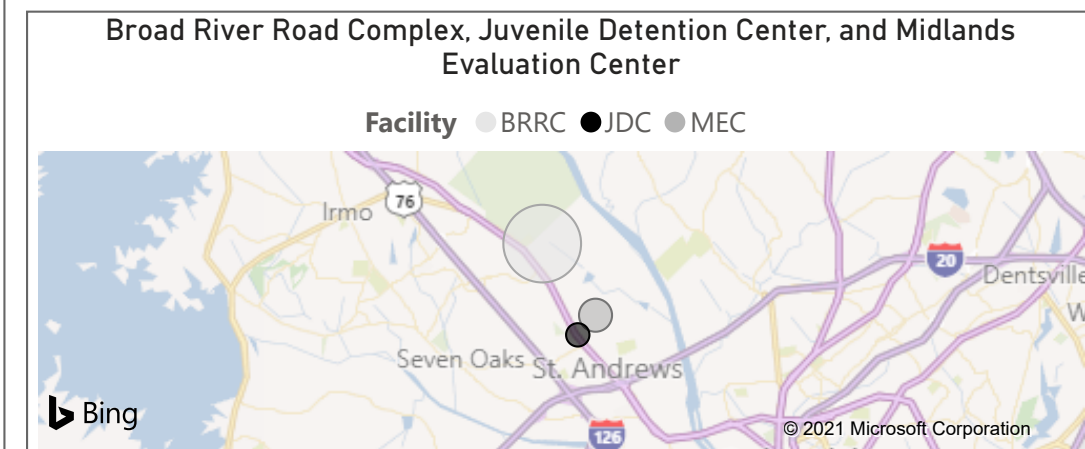 Broad River Road Complex, Juvenile Detention Center, and Midlands
Evaluation Center
Facility BRRC JDC MEC
Irmo
76
20
Dentsville
W
Seven Oaks
St. Andrews
Bing
126
© 2021 Microsoft Corporation